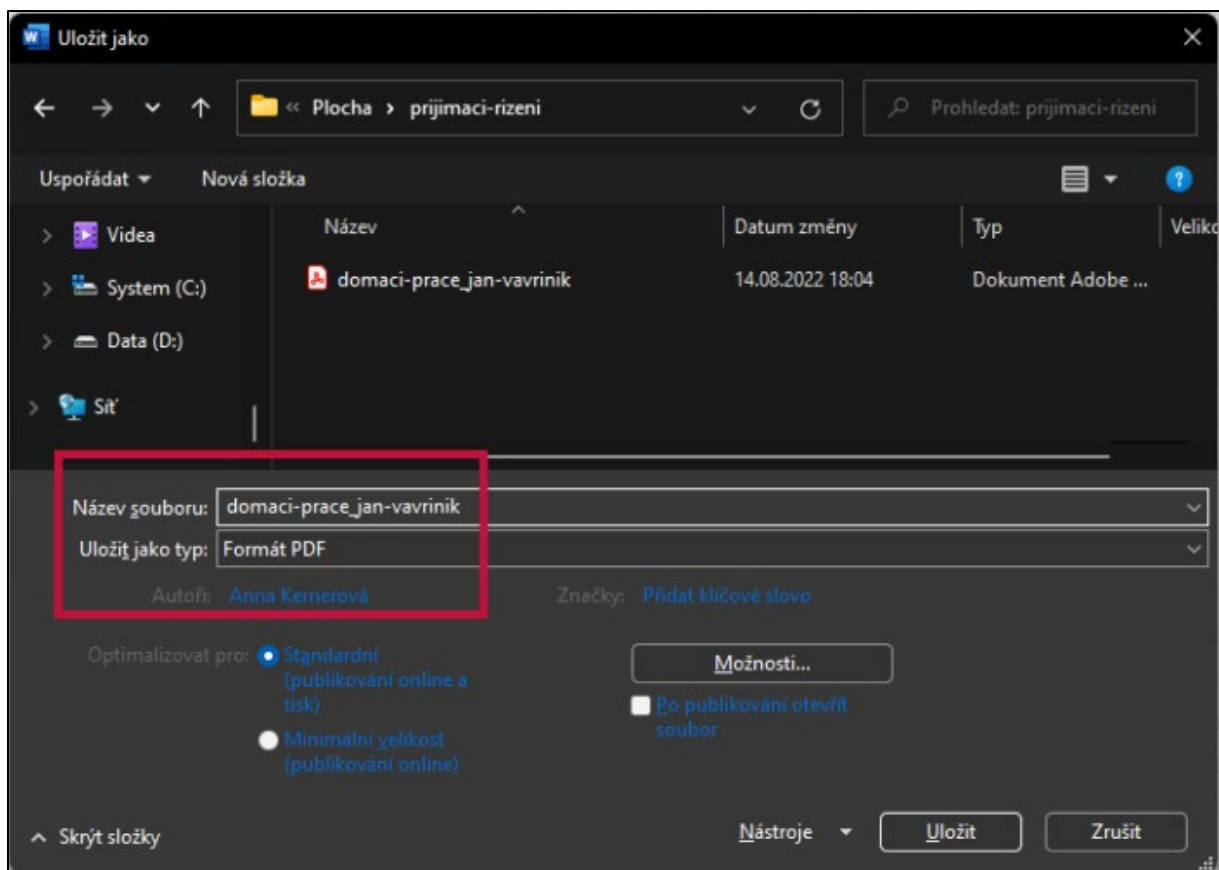 Uložit jako
« Plocha › prijimaci-rizeni
Prohledat: prijimaci-rizeni
Uspořádat Nová složka
Název Datum změny Typ Veliko
Videa
domaci-prace_jan-vavrinik 14.08.2022 18:04 Dokument Adobe ...
System (C:)
Data (D:)
Síť
Název souboru: domaci-prace_jan-vavrinik
Uložit jako typ: Formát PDF
Autoři: Anna Kernerová Značky: Přidat klíčové slovo
Optimalizovat pro: Standardní
(publikování online a
tisk)
Minimální velikost
(publikování online)
Možnosti...
Po publikování otevřít
soubor
Skrýt složky Nástroje Uložit Zrušit